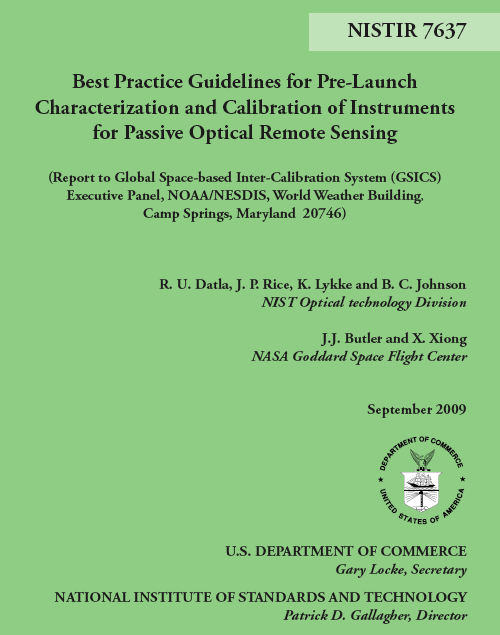 NISTIR 7637
Best Practice Guidelines for Pre-Launch
Characterization and Calibration of Instruments
for Passive Optical Remote Sensing
(Report to Global Space-based Inter-Calibration System (GSICS)
Executive Panel, NOAA/NESDIS, World Weather Building.
Camp Springs, Maryland 20746)
R. U. Datla, J. P. Rice, K. Lykke and B. C. Johnson
NIST Optical technology Division
J.J. Butler and X. Xiong
NASA Goddard Space Flight Center
September 2009
DEPARTMENT OF COMMERCE
UNITED STATES OF AMERICA
U.S. DEPARTMENT OF COMMERCE
Gary Locke, Secretary
NATIONAL INSTITUTE OF STANDARDS AND TECHNOLOGY
Patrick D. Gallagher, Director